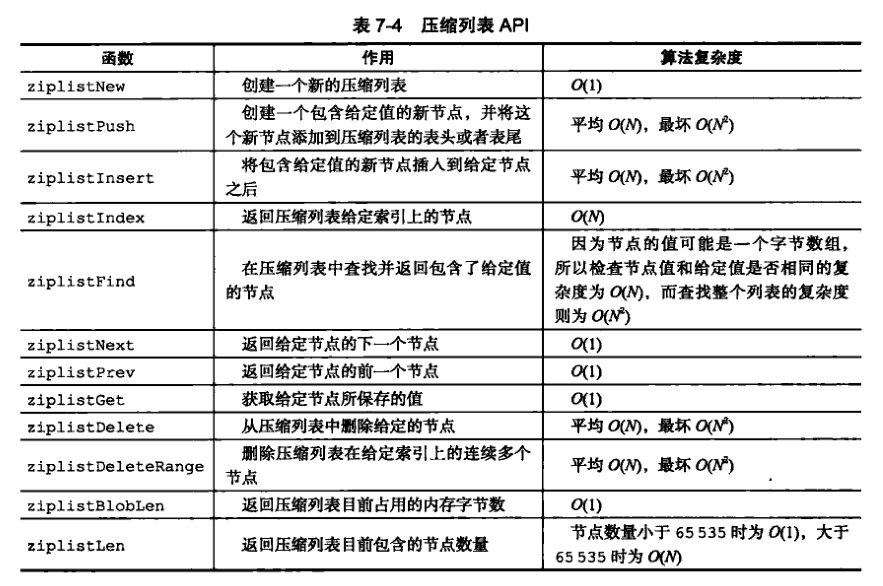 表 7-4 压缩列表 API
函数 作用 算法复杂度
ziplistNew 创建一个新的压缩列表 O(1)
ziplistPush 创建一个包含给定值的新节点，并将这
个新节点添加到压缩列表的表头或者表尾 平均 O(N)，最坏 O(N²)
ziplistInsert 将包含给定值的新节点插入到给定节点
之后 平均 O(N)，最坏 O(N²)
ziplistIndex 返回压缩列表给定索引上的节点 O(N)
ziplistFind 在压缩列表中查找并返回包含了给定值
的节点
因为节点的值可能是一个字节数组，
所以检查节点值和给定值是否相同的复
杂度为 O(N)，而查找整个列表的复杂度
则为 O(N²)
ziplistNext 返回给定节点的下一个节点 O(1)
ziplistPrev 返回给定节点的前一个节点 O(1)
ziplistGet 获取给定节点所保存的值 O(1)
ziplistDelete 从压缩列表中删除给定的节点 平均 O(N)，最坏 O(N²)
ziplistDeleteRange 删除压缩列表在给定索引上的连续多个
节点 平均 O(N)，最坏 O(N²)
ziplistBlobLen 返回压缩列表目前占用的内存字节数 O(1)
ziplistLen 返回压缩列表目前包含的节点数量
节点数量小于 65 535 时为 O(1)，大于
65 535 时为 O(N)